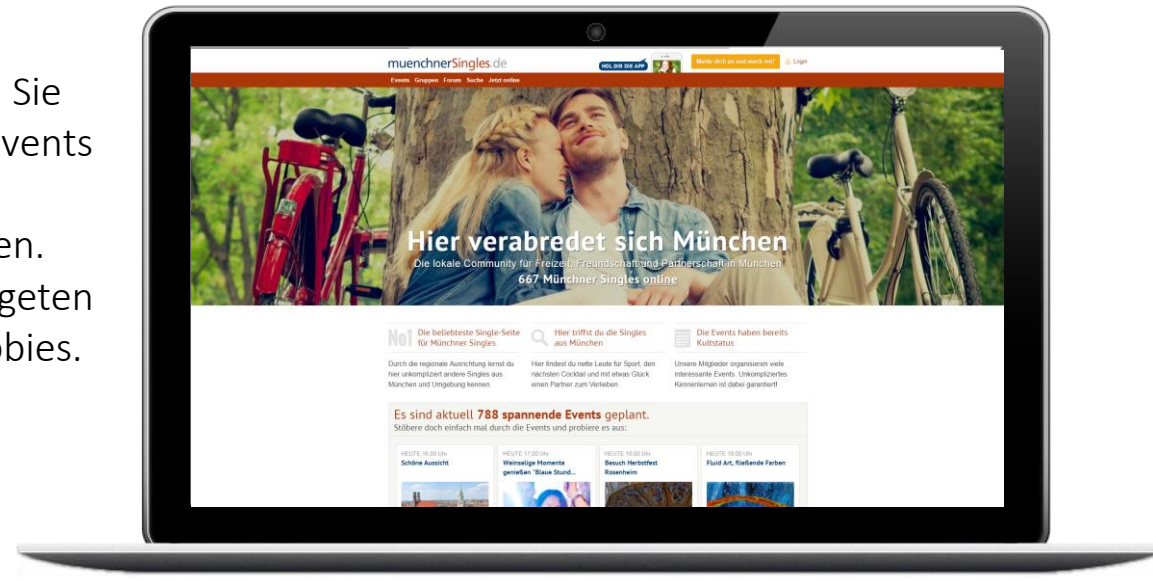 Sie
vents
en.
geten
bbies.
muenchnerSingles.de
HOL DIR DIE APP
Melde dich an und mach mit!
Login
Events Gruppen Forum Suche Jetzt online
Hier verabredet sich München
Die lokale Community für Freizeit, Freundschaft und Partnerschaft in München
667 Münchner Singles online
No1
Die beliebteste Single-Seite
für Münchner Singles
Durch die regionale Ausrichtung lernst du
hier unkompliziert andere Singles aus
München und Umgebung kennen.
Hier triffst du die Singles
aus München
Hier findest du nette Leute für Sport, den
nächsten Cocktail und mit etwas Glück
einen Partner zum Verlieben.
Die Events haben bereits
Kultstatus
Unsere Mitglieder organisieren viele
interessante Events. Unkompliziertes
Kennenlernen ist dabei garantiert!
Es sind aktuell 788 spannende Events geplant.
Stöbere doch einfach mal durch die Events und probiere es aus:
HEUTE 16:00 Uhr
Schöne Aussicht
HEUTE 17:00 Uhr
Weinselige Momente
genießen "Blaue Stund...
HEUTE 18:00 Uhr
Besuch Herbstfest
Rosenheim
HEUTE 18:00 Uhr
Fluid Art, fließende Farben